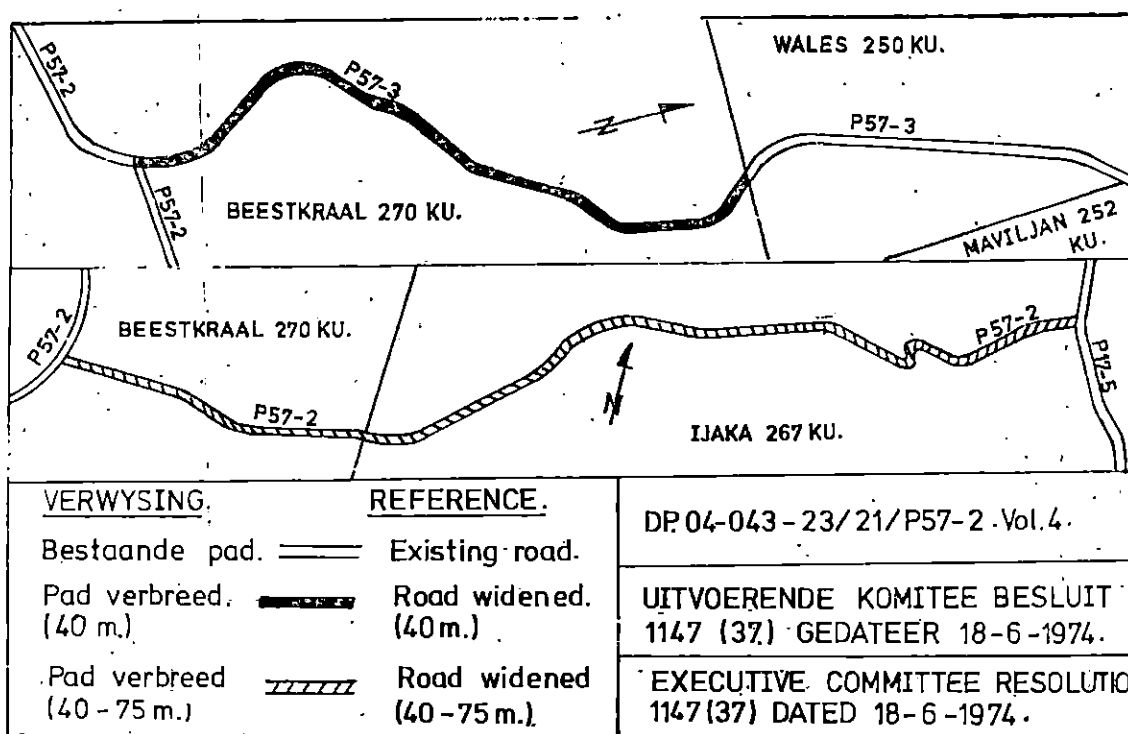 P57-2
P57-3
WALES 250 KU.
P57-3
N
P57-2
BEESTKRAAL 270 KU.
MAVILJAN 252
KU.
P57-2
BEESTKRAAL 270 KU.
P57-2
P57-2
N
IJAKA 267 KU.
P17-5
VERWYSING. REFERENCE.
Bestaande pad. Existing road.
Pad verbreed. Road widened.
(40 m.) (40 m.)
Pad verbreed Road widened
(40-75 m.) (40-75 m.)
DP. 04-043-23/21/P57-2 .Vol.4.
UITVOERENDE KOMITEE BESLUIT
1147 (37) GEDATEER 18-6-1974.
EXECUTIVE COMMITTEE RESOLUTIO
1147(37) DATED 18-6-1974.